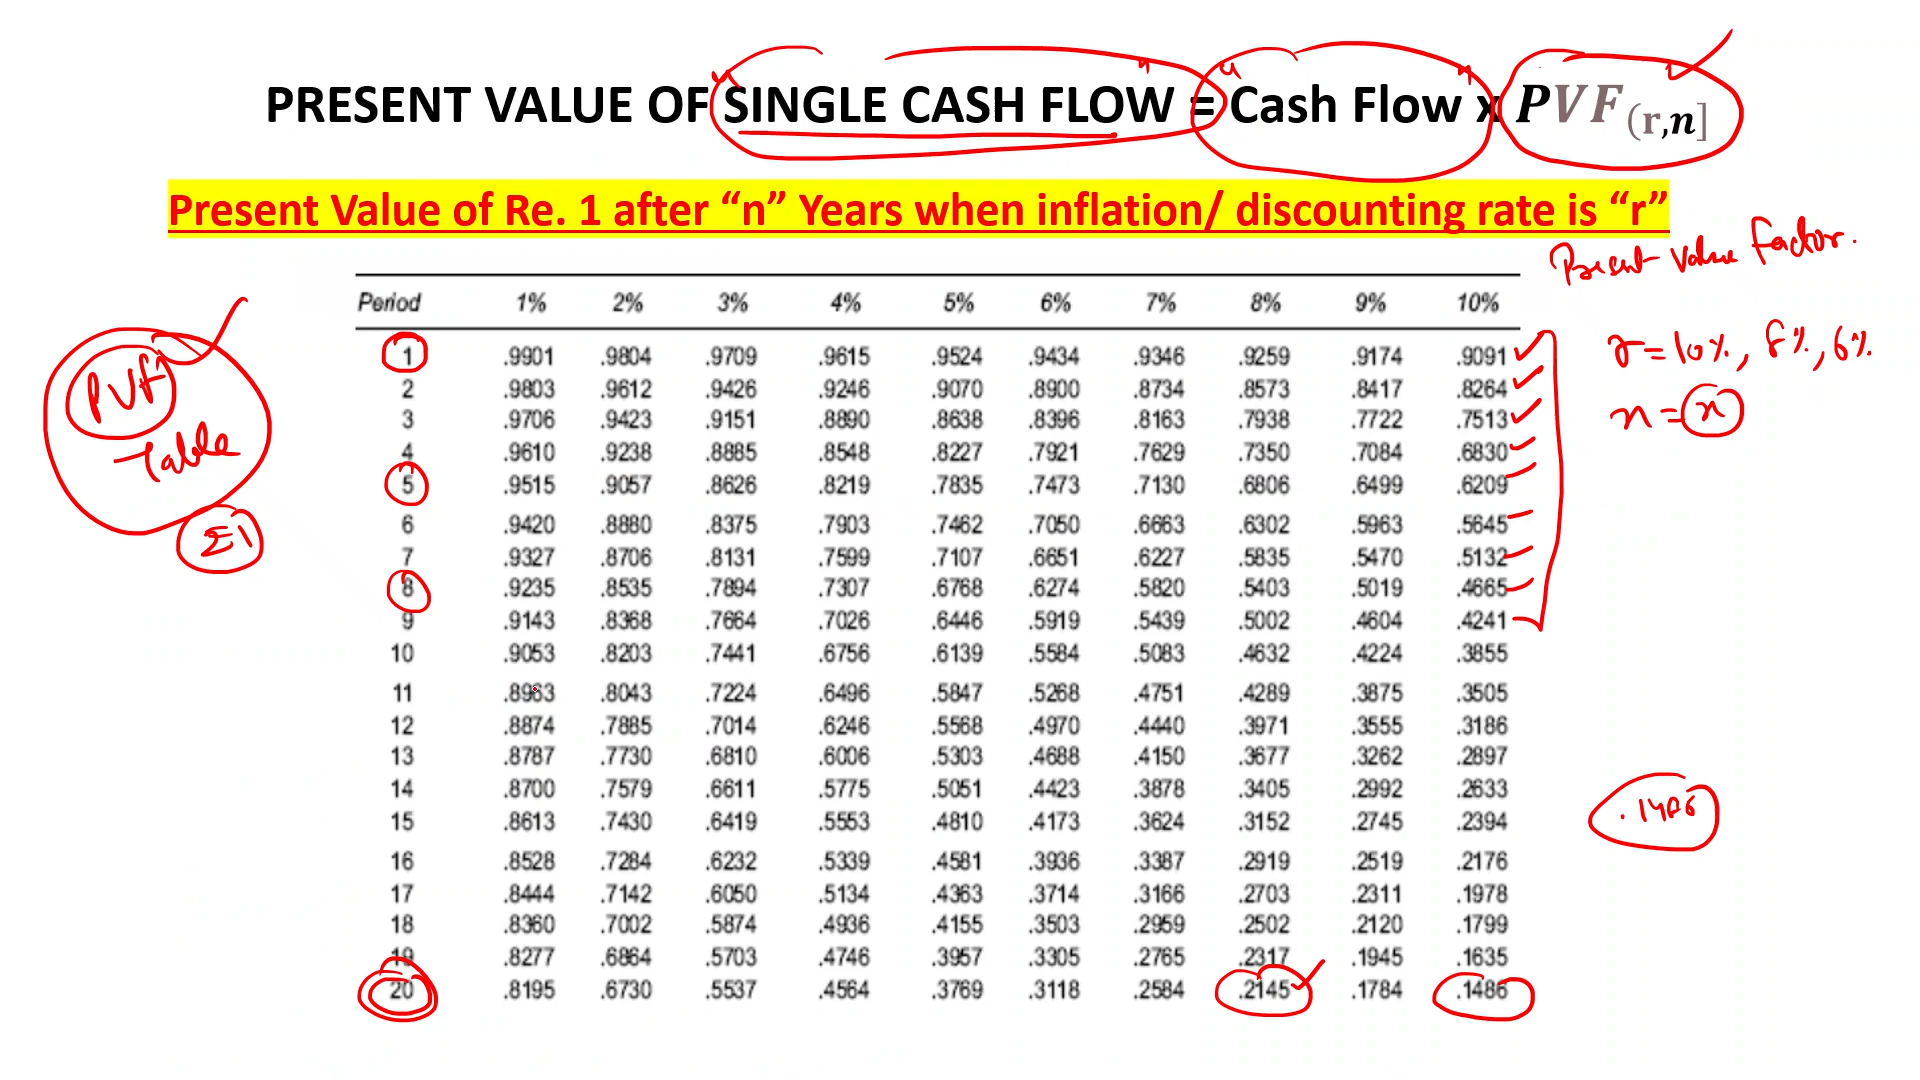 PRESENT VALUE OF SINGLE CASH FLOW = Cash Flow x PVF(r,n]
Present Value of Re. 1 after “n” Years when inflation/ discounting rate is “r”
Present Value Factor.
Period 1% 2% 3% 4% 5% 6% 7% 8% 9% 10%
1 .9901 .9804 .9709 .9615 .9524 .9434 .9346 .9259 .9174 .9091
2 .9803 .9612 .9426 .9246 .9070 .8900 .8734 .8573 .8417 .8264
3 .9706 .9423 .9151 .8890 .8638 .8396 .8163 .7938 .7722 .7513
4 .9610 .9238 .8885 .8548 .8227 .7921 .7629 .7350 .7084 .6830
5 .9515 .9057 .8626 .8219 .7835 .7473 .7130 .6806 .6499 .6209
6 .9420 .8880 .8375 .7903 .7462 .7050 .6663 .6302 .5963 .5645
7 .9327 .8706 .8131 .7599 .7107 .6651 .6227 .5835 .5470 .5132
8 .9235 .8535 .7894 .7307 .6768 .6274 .5820 .5403 .5019 .4665
9 .9143 .8368 .7664 .7026 .6446 .5919 .5439 .5002 .4604 .4241
10 .9053 .8203 .7441 .6756 .6139 .5584 .5083 .4632 .4224 .3855
11 .8963 .8043 .7224 .6496 .5847 .5268 .4751 .4289 .3875 .3505
12 .8874 .7885 .7014 .6246 .5568 .4970 .4440 .3971 .3555 .3186
13 .8787 .7730 .6810 .6006 .5303 .4688 .4150 .3677 .3262 .2897
14 .8700 .7579 .6611 .5775 .5051 .4423 .3878 .3405 .2992 .2633
15 .8613 .7430 .6419 .5553 .4810 .4173 .3624 .3152 .2745 .2394
16 .8528 .7284 .6232 .5339 .4581 .3936 .3387 .2919 .2519 .2176
17 .8444 .7142 .6050 .5134 .4363 .3714 .3166 .2703 .2311 .1978
18 .8360 .7002 .5874 .4936 .4155 .3503 .2959 .2502 .2120 .1799
19 .8277 .6864 .5703 .4746 .3957 .3305 .2765 .2317 .1945 .1635
20 .8195 .6730 .5537 .4564 .3769 .3118 .2584 .2145 .1784 .1486
PVF
Table
r = 10%, 8%, 6%
n = n
.1486